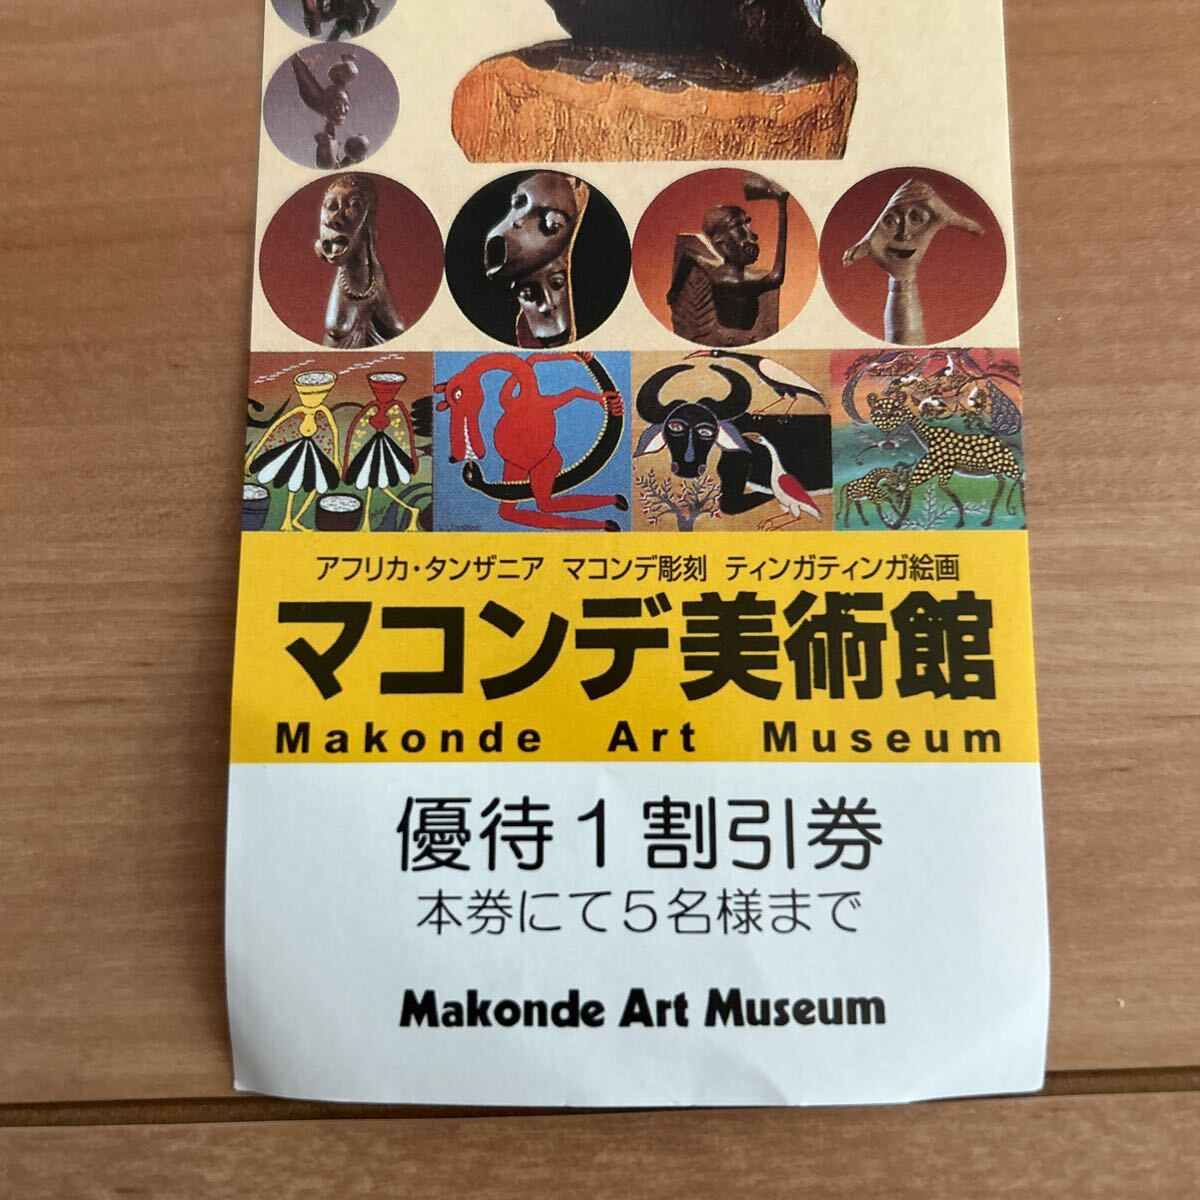 アフリカ・タンザニア マコンデ彫刻 ティンガティンガ絵画
マコンデ美術館
Makonde Art Museum
優待1割引券
本券にて5名様まで
Makonde Art Museum